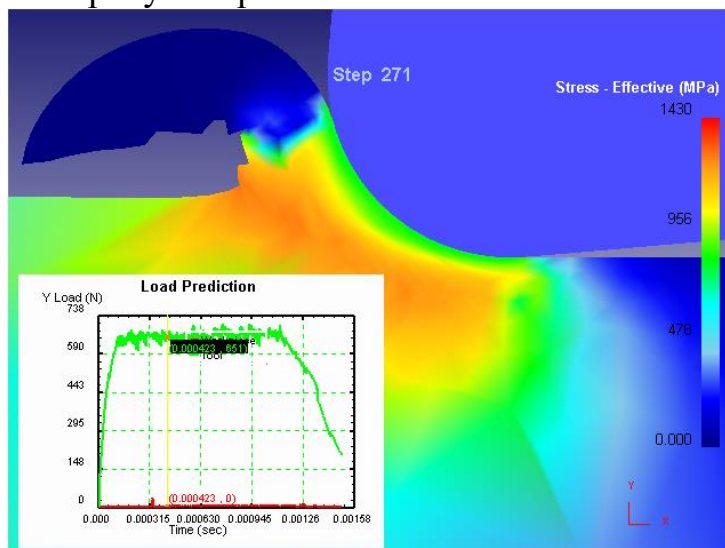 Step 271
Stress - Effective (MPa)
1430
956
478
0.000
Load Prediction
Y Load (N)
738
590
443
295
148
0
(0.000423 , 651)
(0.000423 , 0)
0.000 0.000315 0.000630 0.000945 0.00126 0.00158
Time (sec)
Y
X